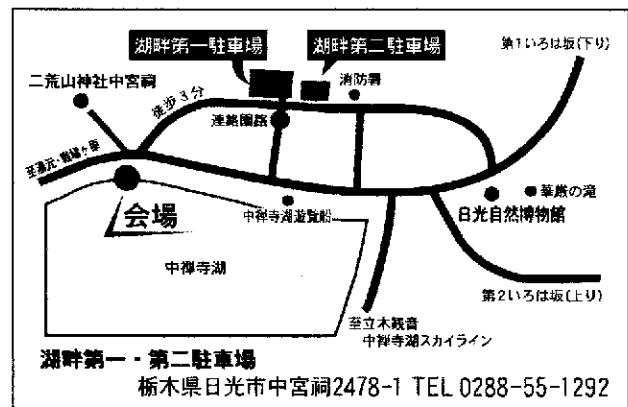 湖畔第一駐車場
湖畔第二駐車場
第1いろは坂(下り)
二荒山神社中宮祠
消防署
徒歩3分
連絡園路
至湯元・戦場ヶ原
会場
中禅寺湖遊覧船
華厳の滝
日光自然博物館
中禅寺湖
第2いろは坂(上り)
至立木観音
中禅寺湖スカイライン
湖畔第一・第二駐車場
栃木県日光市中宮祠2478-1 TEL 0288-55-1292